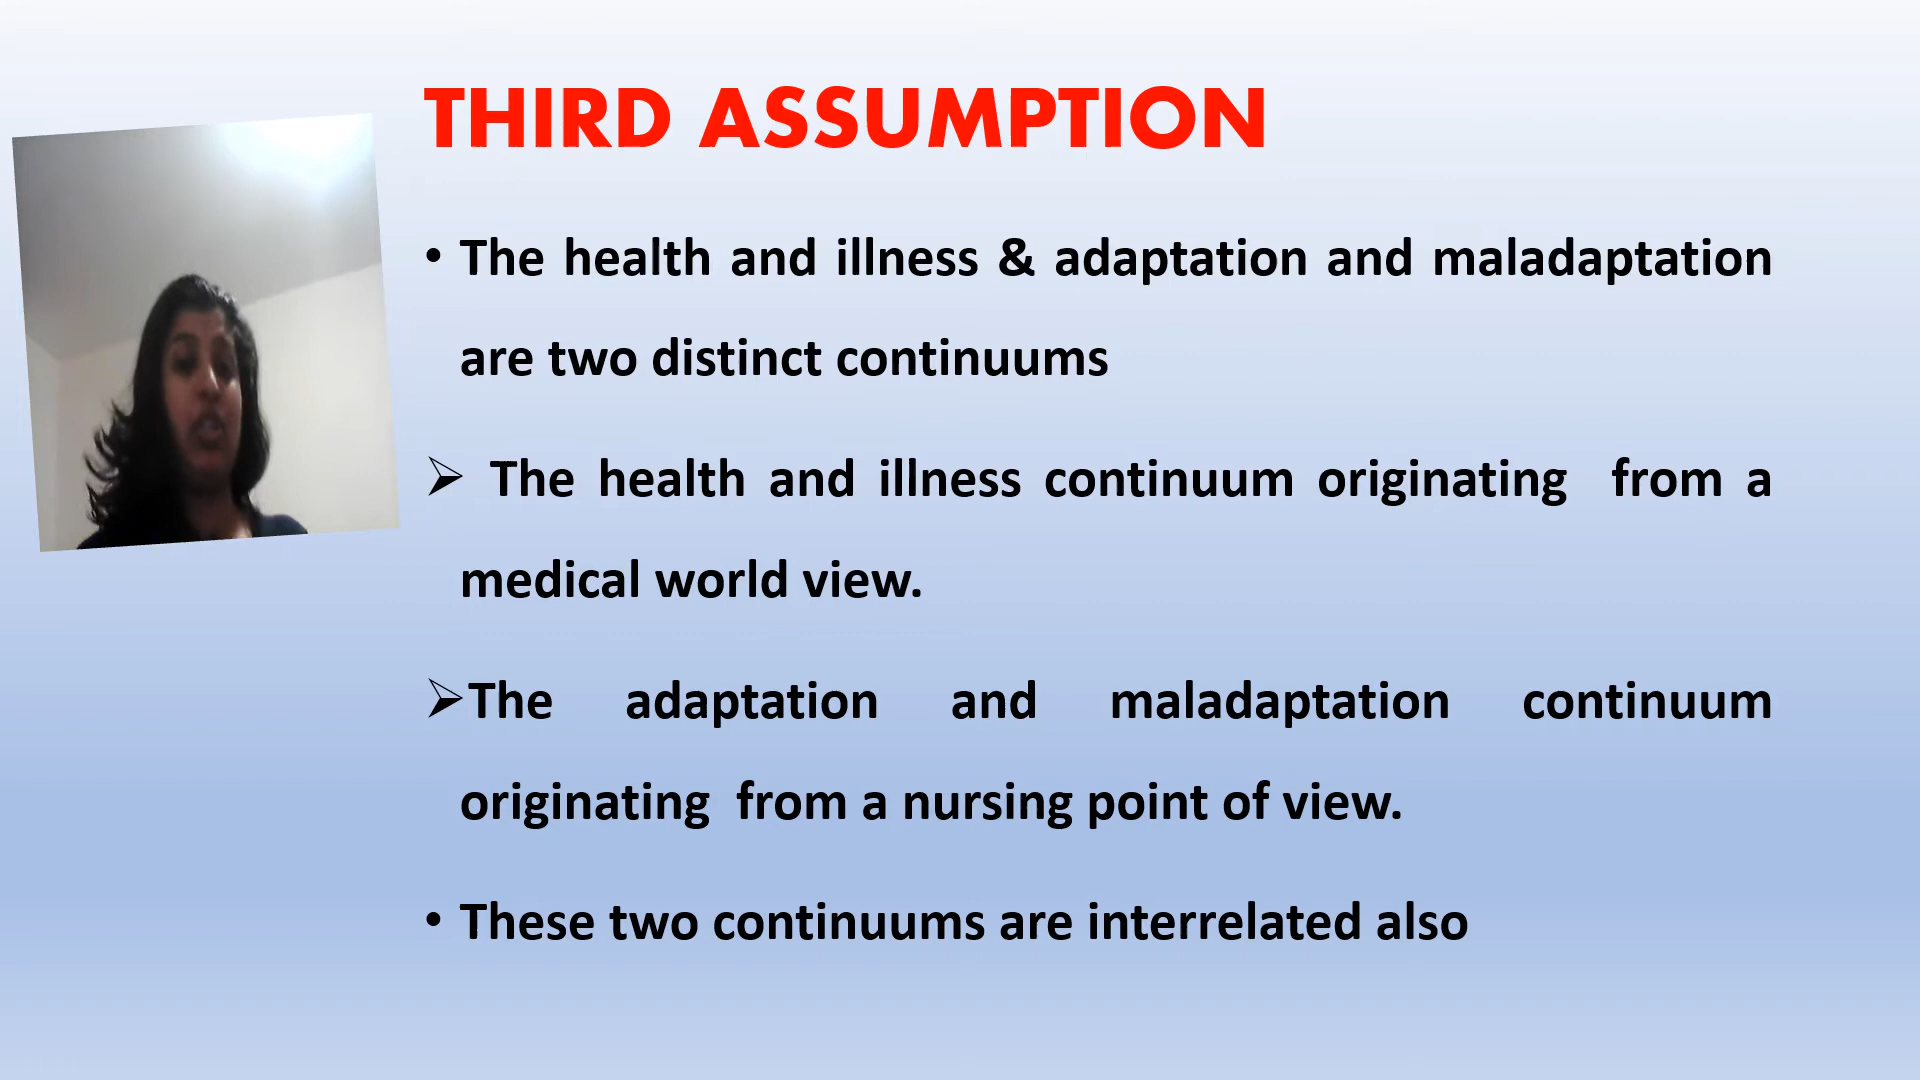 THIRD ASSUMPTION
• The health and illness & adaptation and maladaptation
are two distinct continuums
➢ The health and illness continuum originating from a
medical world view.
➢The adaptation and maladaptation continuum
originating from a nursing point of view.
• These two continuums are interrelated also